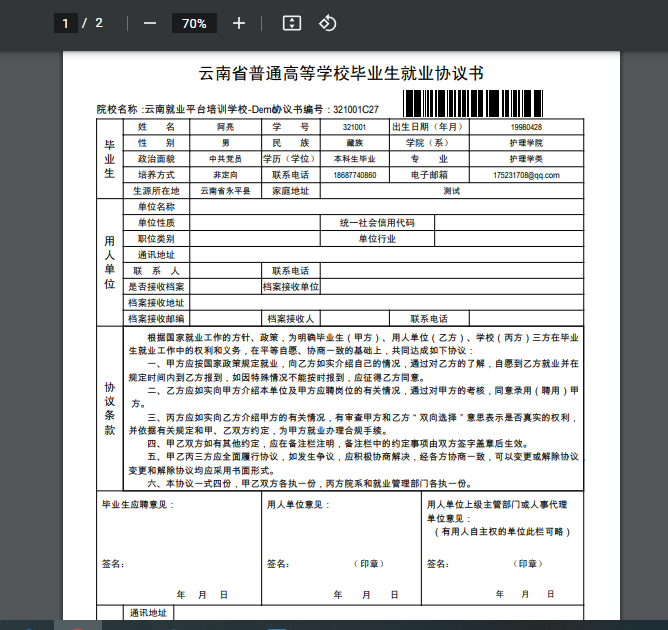 1 / 2 — 70% +
云南省普通高等学校毕业生就业协议书
院校名称：云南就业平台培训学校-Demo 协议书编号：321001C27
毕业生
姓 名 阿亮 学 号 321001 出生日期（年月） 19980428
性 别 男 民 族 藏族 学院（系） 护理学院
政治面貌 中共党员 学历（学位） 本科生毕业 专 业 护理学类
培养方式 非定向 联系电话 18687740860 电子邮箱 175231708@qq.com
生源所在地 云南省永平县 家庭地址 测试
用人单位
单位名称
单位性质 统一社会信用代码
职位类别 单位行业
通讯地址
联 系 人 联系电话
是否接收档案 档案接收单位
档案接收地址
档案接收邮编 档案接收人 联系电话
协议条款
根据国家就业工作的方针、政策，为明确毕业生（甲方）、用人单位（乙方）、学校（丙方）三方在毕业
生就业工作中的权利和义务，在平等自愿、协商一致的基础上，共同达成如下协议：
一、甲方应按国家政策规定就业，向乙方如实介绍自己的情况，通过对乙方的了解，自愿到乙方就业并在
规定时间内到乙方报到，如因特殊情况不能按时报到，应征得乙方同意。
二、乙方应如实向甲方介绍本单位及甲方应聘岗位的有关情况，通过对甲方的考核，同意录用（聘用）甲
方。
三、丙方应如实向乙方介绍甲方的有关情况，有审查甲方和乙方“双向选择”意思表示是否真实的权利，
并依据有关规定和甲、乙双方约定，为甲方就业办理合规手续。
四、甲乙双方如有其他约定，应在备注栏注明，备注栏中的约定事项由双方签字盖章后生效。
五、甲乙丙三方应全面履行协议，如发生争议，应积极协商解决，经各方协商一致，可以变更或解除协议
变更和解除协议均应采用书面形式。
六、本协议一式四份，甲乙双方各执一份，丙方院系和就业管理部门各执一份。
毕业生应聘意见： 用人单位意见： 用人单位上级主管部门或人事代理
单位意见：
（有用人自主权的单位此栏可略）
签名： 签名： （印章） 签名： （印章）
年 月 日 年 月 日 年 月 日
通讯地址